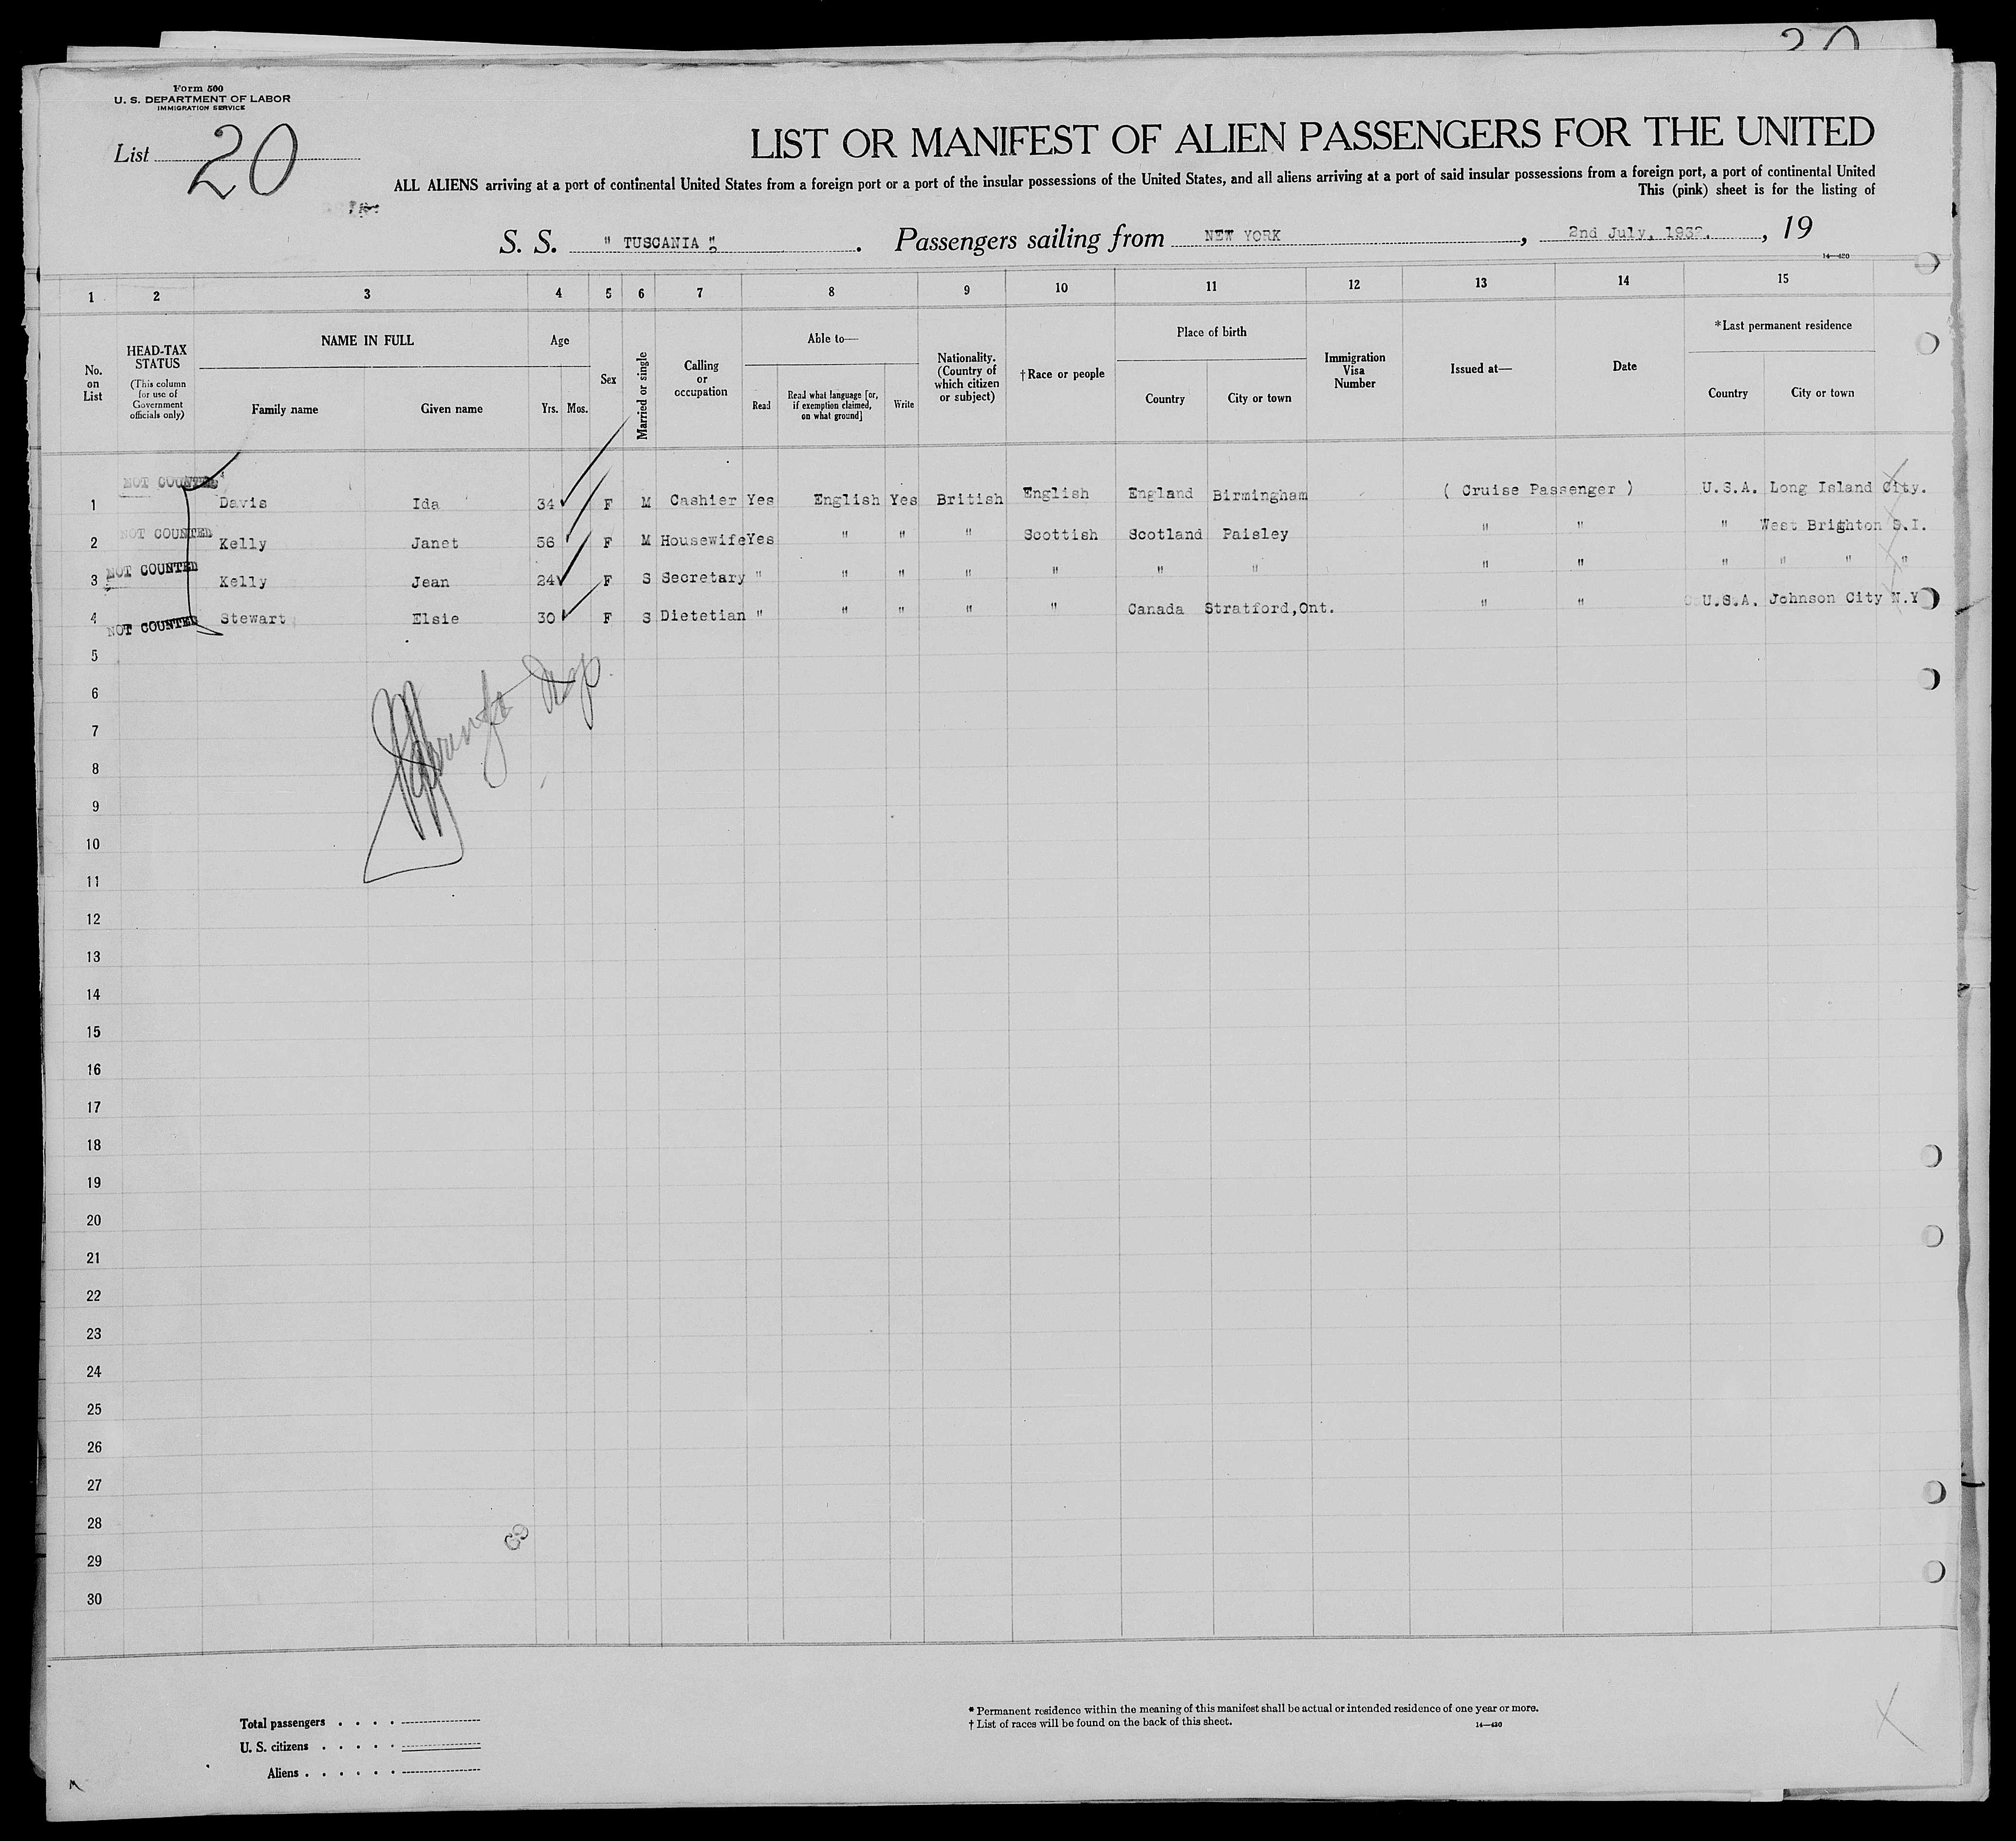 20
Form 500
U. S. DEPARTMENT OF LABOR
IMMIGRATION SERVICE
List 20
LIST OR MANIFEST OF ALIEN PASSENGERS FOR THE UNITED
ALL ALIENS arriving at a port of continental United States from a foreign port or a port of the insular possessions of the United States, and all aliens arriving at a port of said insular possessions from a foreign port, a port of continental United
This (pink) sheet is for the listing of
S. S. " TUSCANIA ". Passengers sailing from NEW YORK, 2nd July, 1932., 19
14—420
1 2 3 4 5 6 7 8 9 10 11 12 13 14 15
No. on List
HEAD-TAX STATUS
(This column for use of Government officials only)
NAME IN FULL
Family name Given name
Age
Yrs. Mos.
Sex
Married or single
Calling or occupation
Able to—
Read
Read what language [or, if exemption claimed, on what ground]
Write
Nationality. (Country of which citizen or subject)
†Race or people
Place of birth
Country City or town
Immigration Visa Number
Issued at—
Date
*Last permanent residence
Country City or town
1 NOT COUNTED Davis Ida 34 F M Cashier Yes English Yes British English England Birmingham ( Cruise Passenger ) U.S.A. Long Island City.
2 NOT COUNTED Kelly Janet 56 F M Housewife Yes " " " Scottish Scotland Paisley " " " West Brighton S.I.
3 NOT COUNTED Kelly Jean 24 F S Secretary " " " " " " " " " " " " "
4 NOT COUNTED Stewart Elsie 30 F S Dietetian " " " " " Canada Stratford,Ont. " " U.S.A. Johnson City N.Y
5
6
7
8
9
10
11
12
13
14
15
16
17
18
19
20
21
22
23
24
25
26
27
28
29
30
Total passengers . . . .
U. S. citizens . . . . .
Aliens . . . . . .
* Permanent residence within the meaning of this manifest shall be actual or intended residence of one year or more.
† List of races will be found on the back of this sheet.
14—420